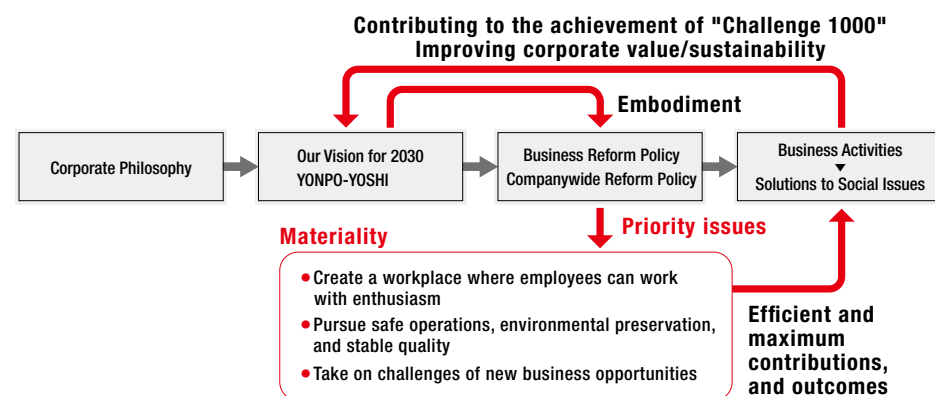 Contributing to the achievement of "Challenge 1000"
Improving corporate value/sustainability
Embodiment
Corporate Philosophy
Our Vision for 2030
YONPO-YOSHI
Business Reform Policy
Companywide Reform Policy
Business Activities
▼
Solutions to Social Issues
Priority issues
Materiality
● Create a workplace where employees can work
with enthusiasm
● Pursue safe operations, environmental preservation,
and stable quality
● Take on challenges of new business opportunities
Efficient and
maximum
contributions,
and outcomes